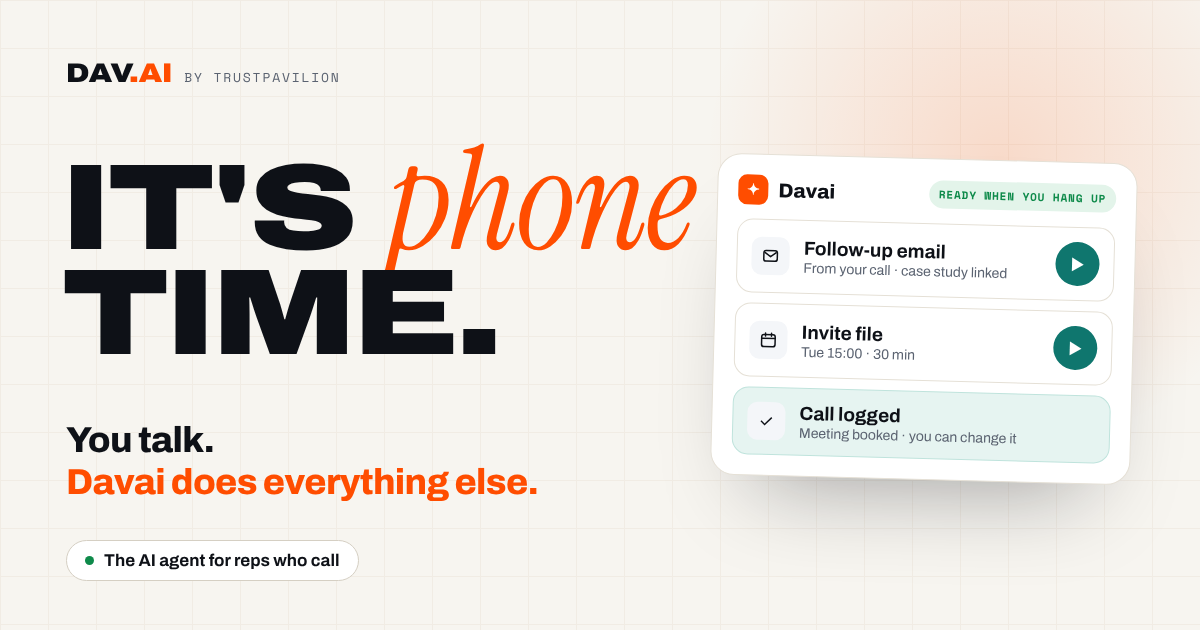 DAV.AI BY TRUSTPAVILION
IT'S phone
TIME.
You talk.
Davai does everything else.
The AI agent for reps who call
Davai
READY WHEN YOU HANG UP
Follow-up email
From your call · case study linked
Invite file
Tue 15:00 · 30 min
Call logged
Meeting booked · you can change it